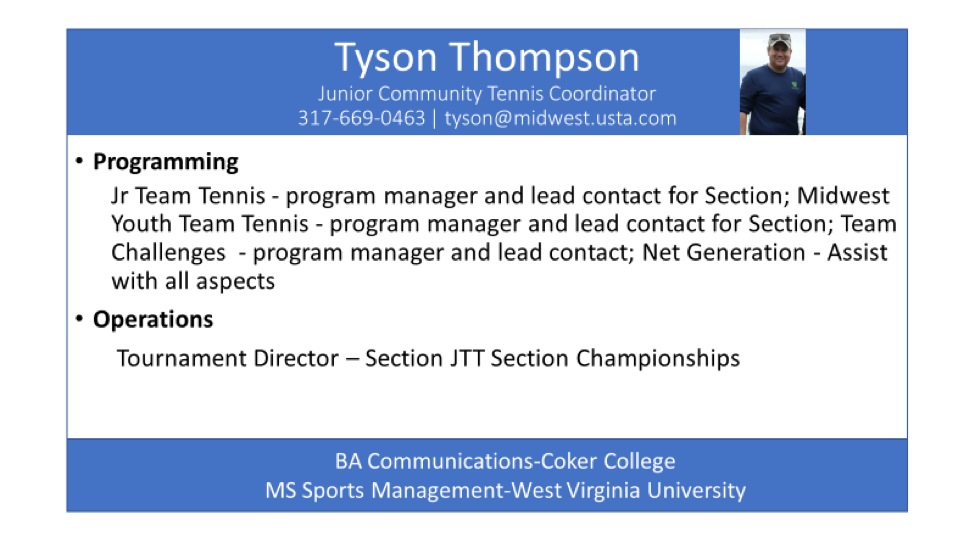 Tyson Thompson
Junior Community Tennis Coordinator
317-669-0463 | tyson@midwest.usta.com
• Programming
Jr Team Tennis - program manager and lead contact for Section; Midwest
Youth Team Tennis - program manager and lead contact for Section; Team
Challenges  - program manager and lead contact; Net Generation - Assist
with all aspects
• Operations
Tournament Director – Section JTT Section Championships
BA Communications-Coker College
MS Sports Management-West Virginia University